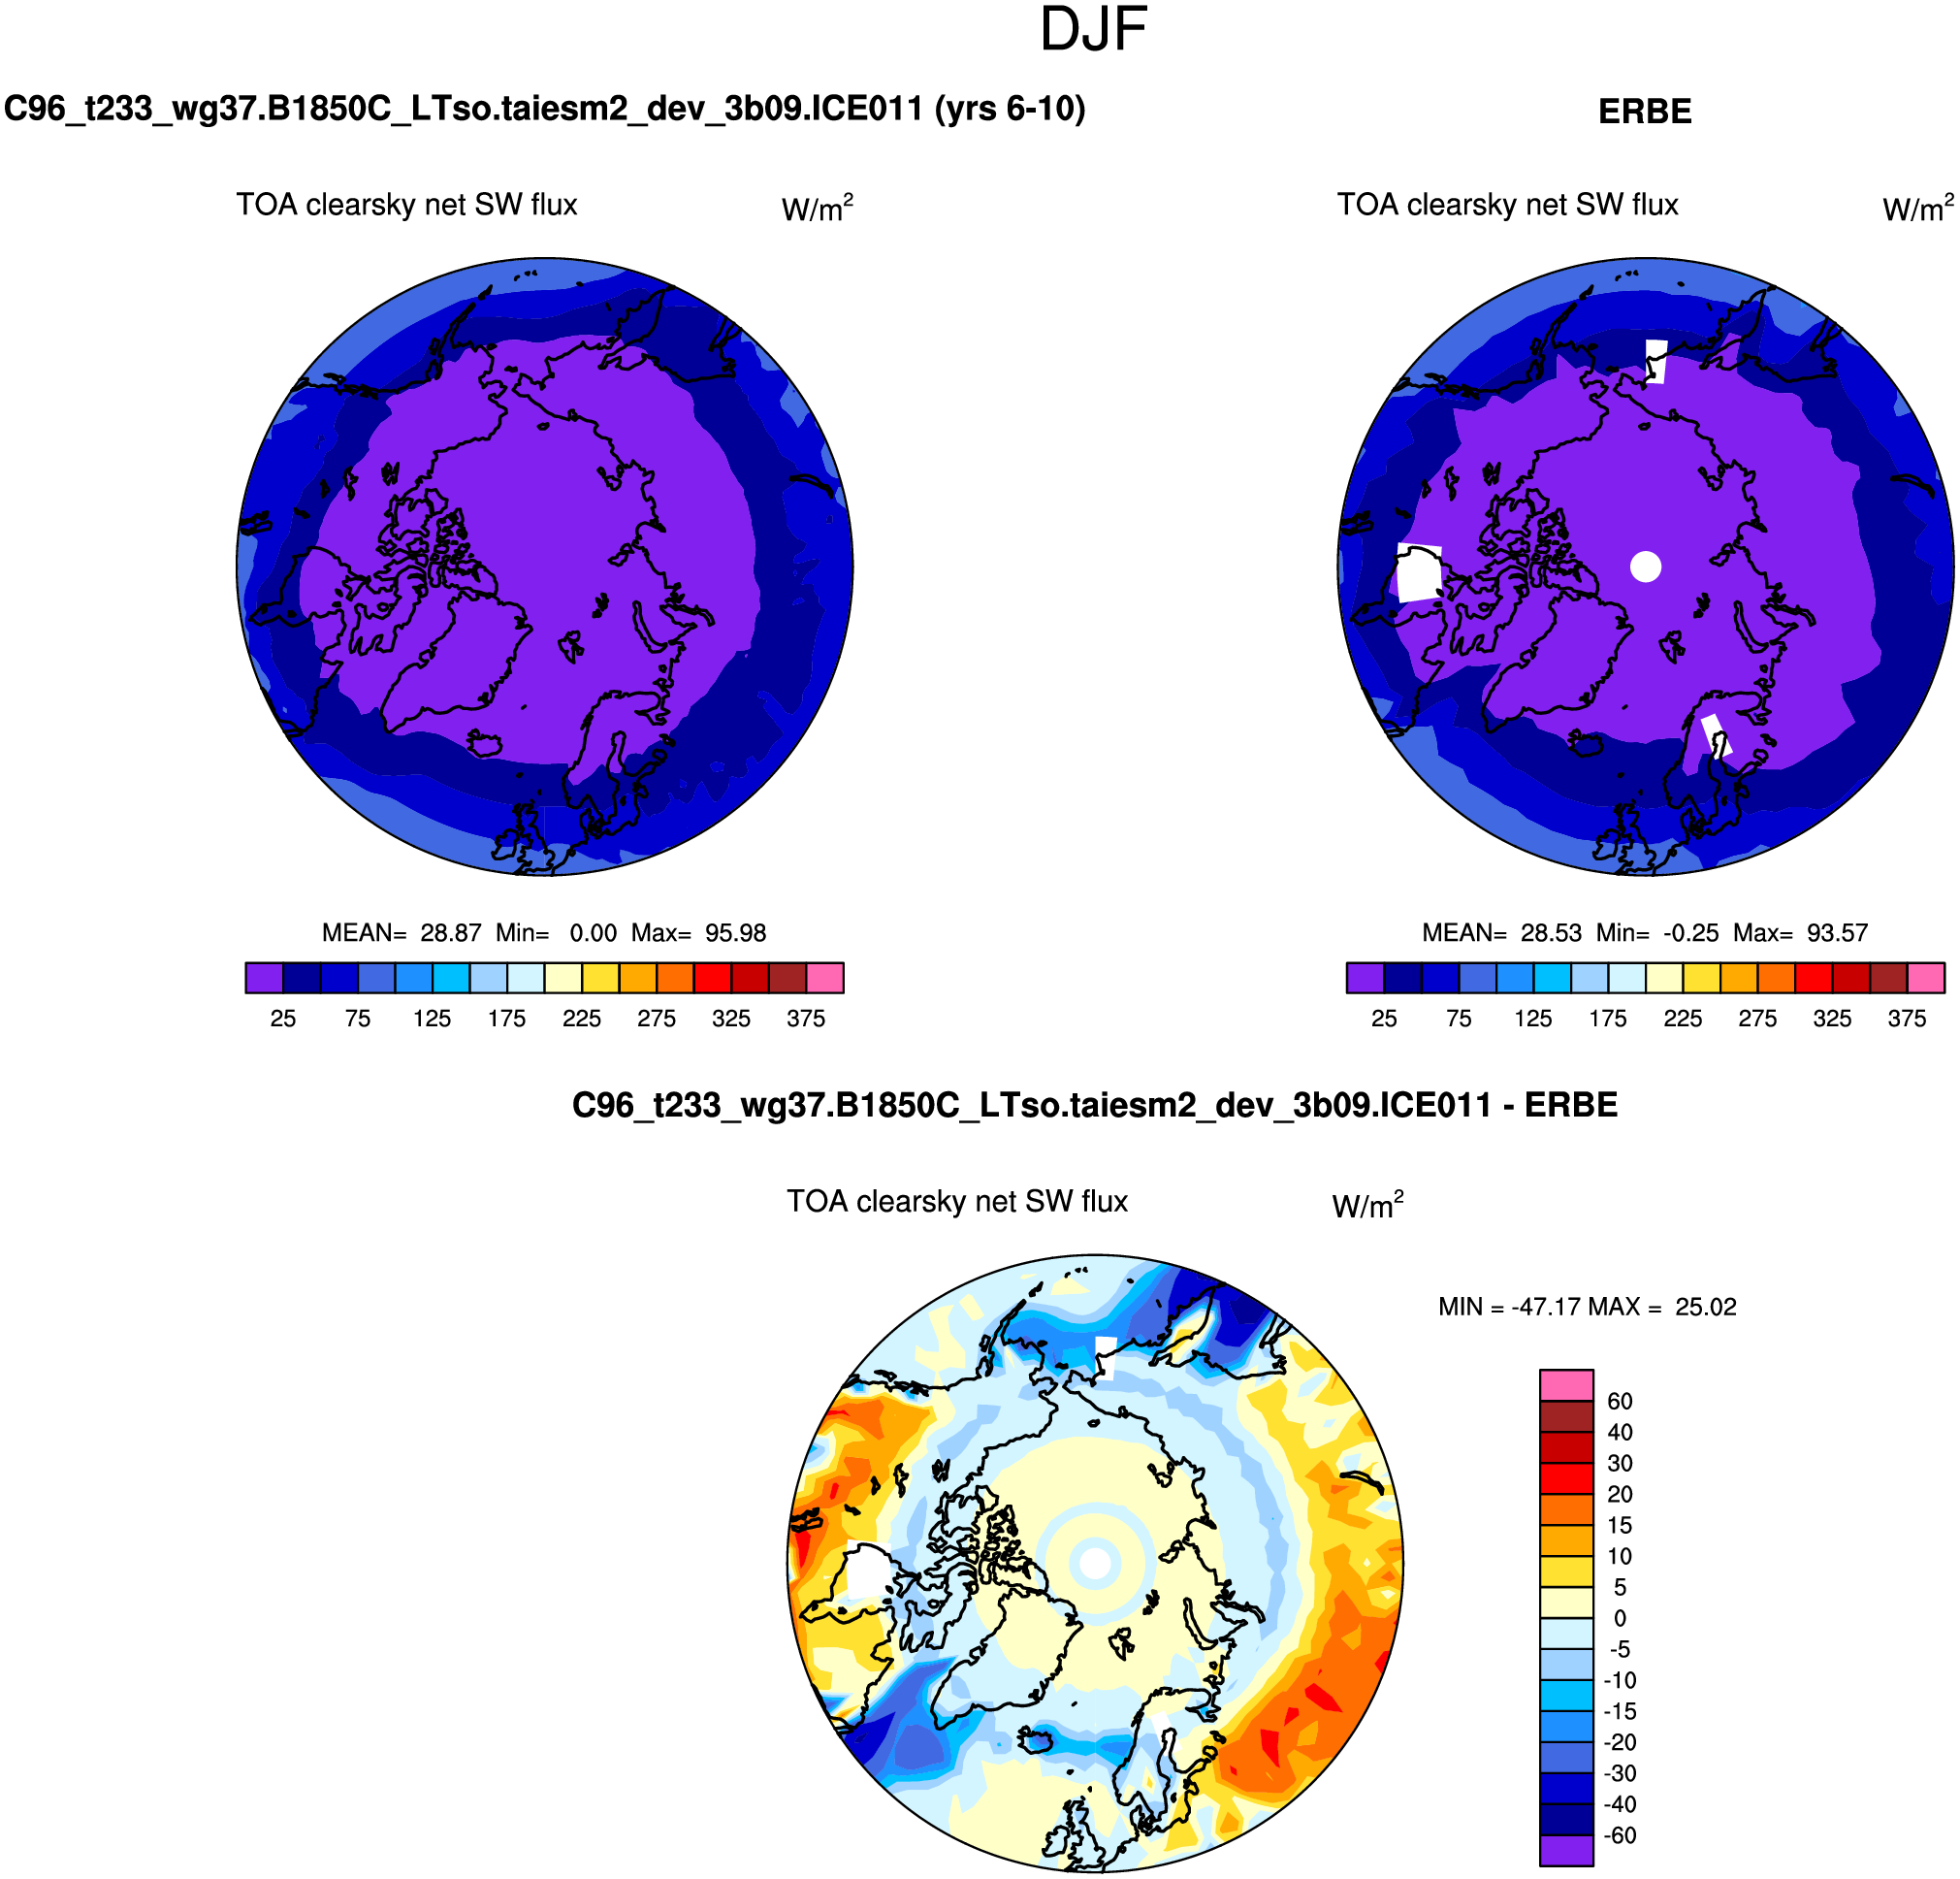 DJF
C96_t233_wg37.B1850C_LTso.taiesm2_dev_3b09.ICE011 (yrs 6-10)
ERBE
TOA clearsky net SW flux W/m²
TOA clearsky net SW flux W/m²
MEAN= 28.87 Min= 0.00 Max= 95.98
MEAN= 28.53 Min= -0.25 Max= 93.57
25 75 125 175 225 275 325 375
25 75 125 175 225 275 325 375
C96_t233_wg37.B1850C_LTso.taiesm2_dev_3b09.ICE011 - ERBE
TOA clearsky net SW flux W/m²
MIN = -47.17 MAX = 25.02
60
40
30
20
15
10
5
0
-5
-10
-15
-20
-30
-40
-60